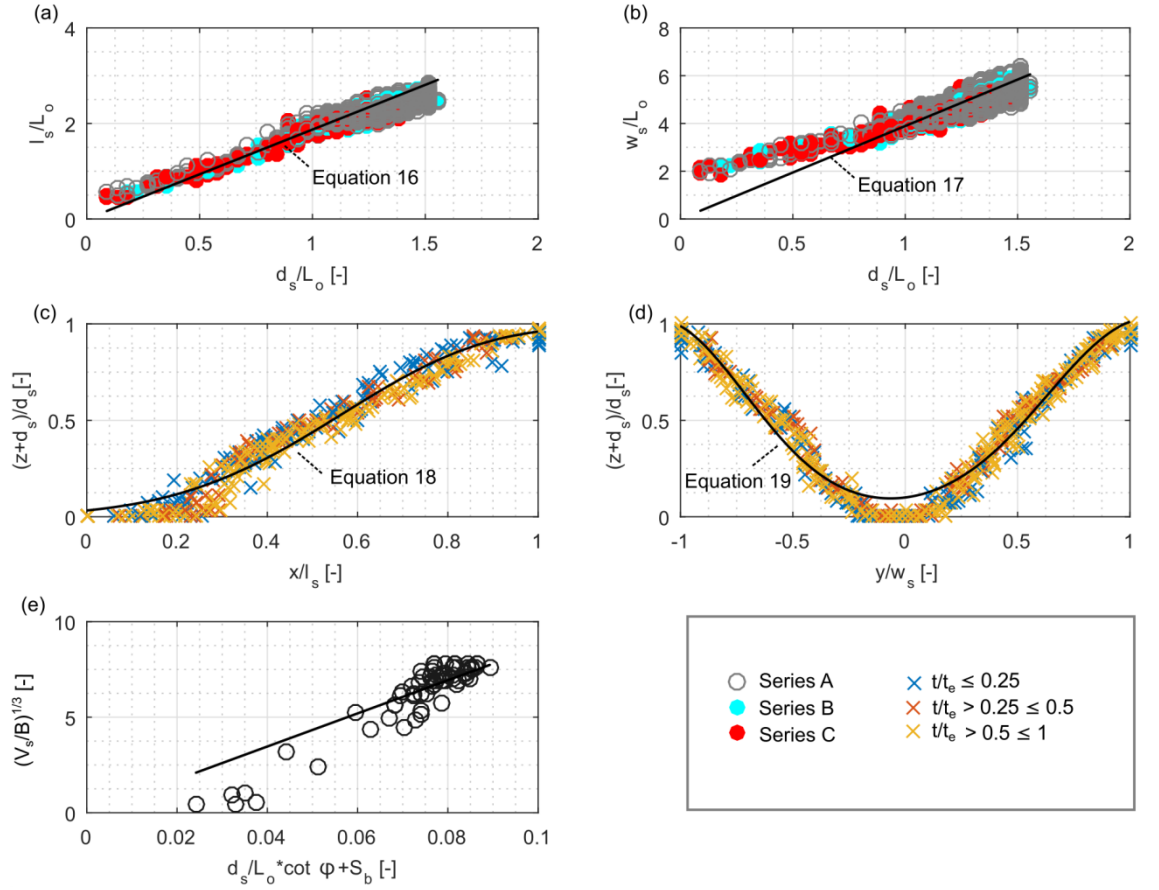 (a)
4
2
0
l_s/L_o
0 0.5 1 1.5 2
d_s/L_o [-]
Equation 16
(b)
8
6
4
2
0
w_s/L_o
0 0.5 1 1.5 2
d_s/L_o [-]
Equation 17
(c)
1
0.5
0
(z+d_s)/d_s [-]
0 0.2 0.4 0.6 0.8 1
x/l_s [-]
Equation 18
(d)
1
0.5
0
(z+d_s)/d_s [-]
-1 -0.5 0 0.5 1
y/w_s [-]
Equation 19
(e)
10
5
0
(V_s/B)^1/3 [-]
0 0.02 0.04 0.06 0.08 0.1
d_s/L_o*cot φ+S_b [-]
Series A
Series B
Series C
t/t_e ≤ 0.25
t/t_e > 0.25 ≤ 0.5
t/t_e > 0.5 ≤ 1